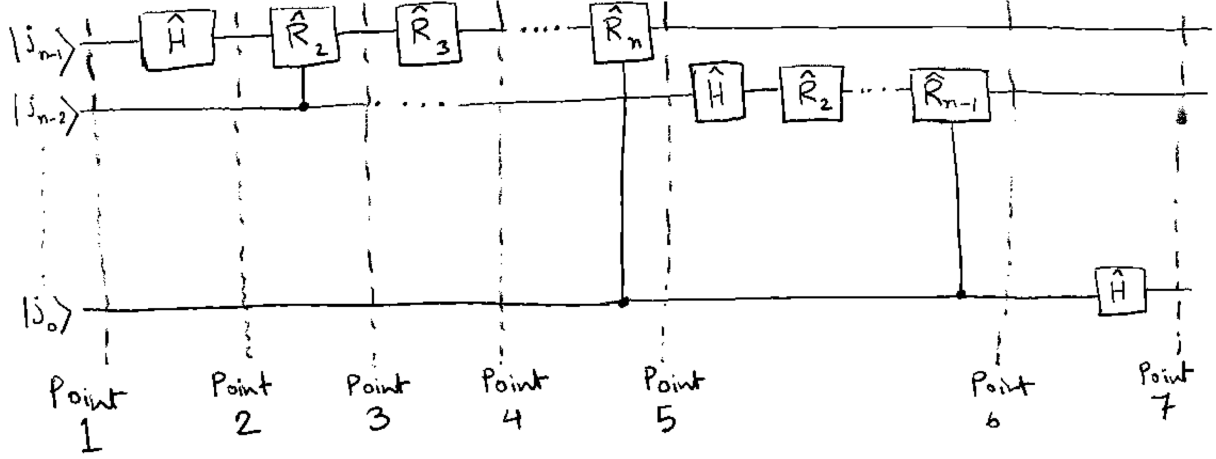 |j_{n-1}⟩ Ĥ R̂_2 R̂_3 ..... R̂_n
|j_{n-2}⟩ .... Ĥ R̂_2 ... R̂_{n-1}
|j_0⟩ Ĥ
Point 1
Point 2
Point 3
Point 4
Point 5
Point 6
Point 7